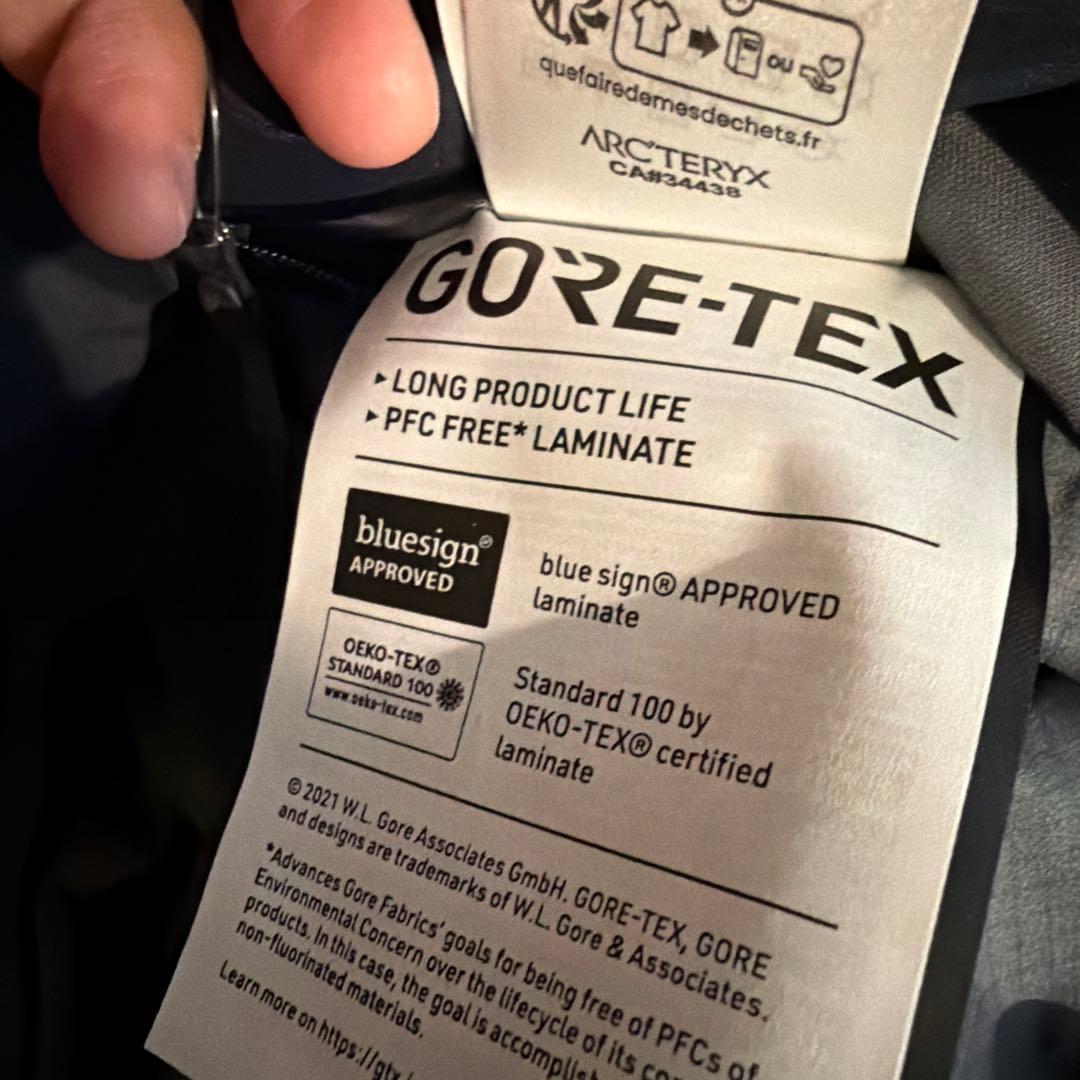 OU
quefairedemesdechets.fr
ARC'TERYX
CA#34438
GORE-TEX
▸ LONG PRODUCT LIFE
▸ PFC FREE* LAMINATE
bluesign®
APPROVED
blue sign® APPROVED
laminate
OEKO-TEX®
STANDARD 100
www.oeko-tex.com
Standard 100 by
OEKO-TEX® certified
laminate
© 2021 W.L. Gore Associates GmbH. GORE-TEX, GORE
and designs are trademarks of W.L. Gore & Associates.
*Advances Gore Fabrics' goals for being free of PFCs of
Environmental Concern over the lifecycle of its
products. In this case, the goal is
non-fluorinated materials.
Learn more on https://gtx.